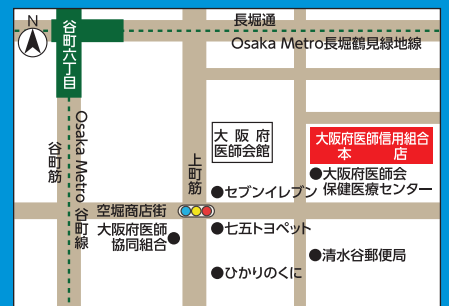 N
谷町六丁目
長堀通
Osaka Metro長堀鶴見緑地線
Osaka Metro 谷町線
谷町筋
上町筋
大阪府
医師会館
大阪府医師信用組合
本店
大阪府医師会
保健医療センター
セブンイレブン
空堀商店街
大阪府医師
協同組合
七五トヨペット
清水谷郵便局
ひかりのくに